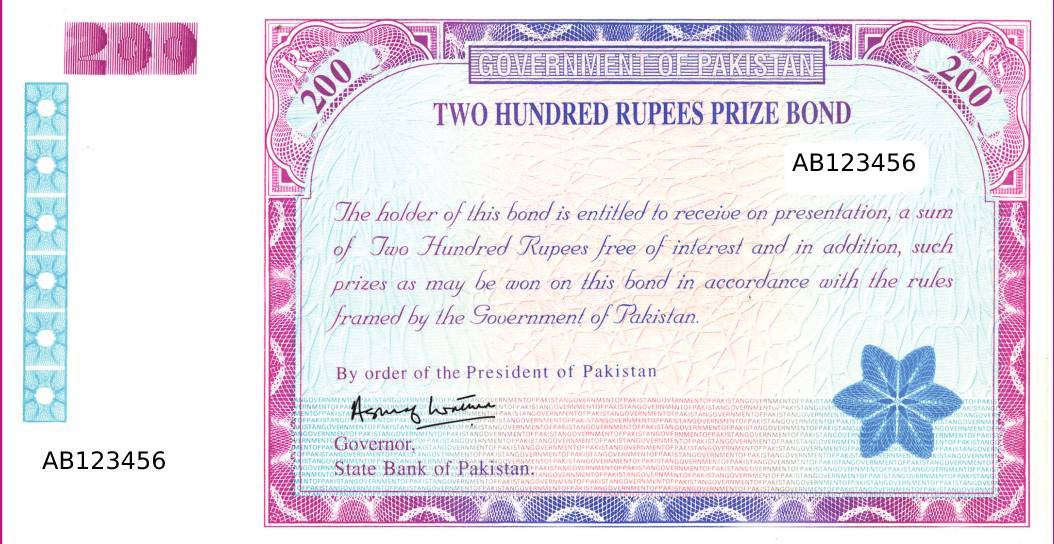 200
Rs
200
GOVERNMENT OF PAKISTAN
Rs
200
TWO HUNDRED RUPEES PRIZE BOND
AB123456
The holder of this bond is entitled to receive on presentation, a sum
of Two Hundred Rupees free of interest and in addition, such
prizes as may be won on this bond in accordance with the rules
framed by the Government of Pakistan.
By order of the President of Pakistan
Governor,
State Bank of Pakistan.
AB123456